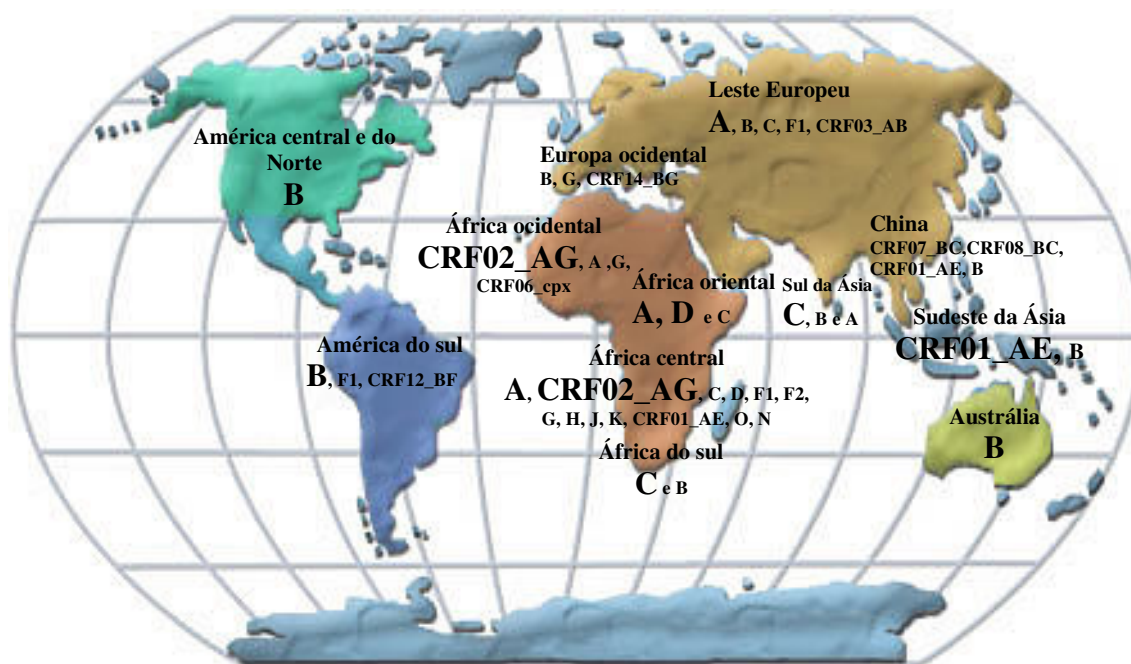 Leste Europeu
A, B, C, F1, CRF03_AB
América central e do
Norte
B
Europa ocidental
B, G, CRF14_BG
África ocidental
CRF02_AG, A ,G,
CRF06_cpx
China
CRF07_BC,CRF08_BC,
CRF01_AE, B
África oriental
A, D e C
Sul da Ásia
C, B e A
Sudeste da Ásia
CRF01_AE, B
América do sul
B, F1, CRF12_BF
África central
A, CRF02_AG, C, D, F1, F2,
G, H, J, K, CRF01_AE, O, N
Austrália
B
África do sul
C e B